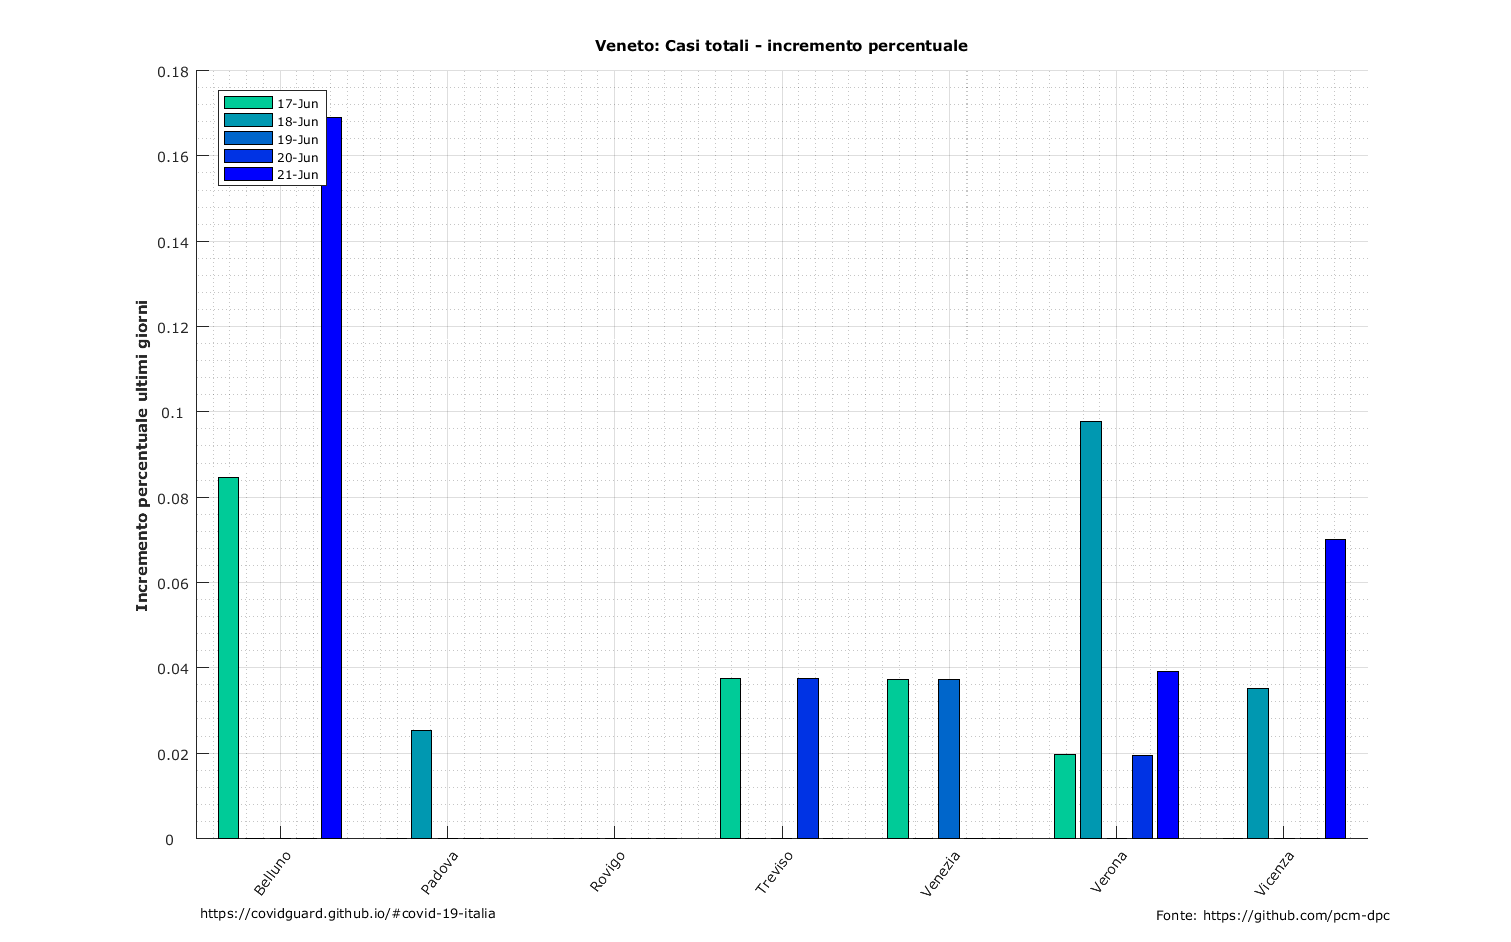 Veneto: Casi totali - incremento percentuale
Incremento percentuale ultimi giorni
0.18
0.16
0.14
0.12
0.1
0.08
0.06
0.04
0.02
0
17-Jun
18-Jun
19-Jun
20-Jun
21-Jun
Belluno
Padova
Rovigo
Treviso
Venezia
Verona
Vicenza
https://covidguard.github.io/#covid-19-italia
Fonte: https://github.com/pcm-dpc